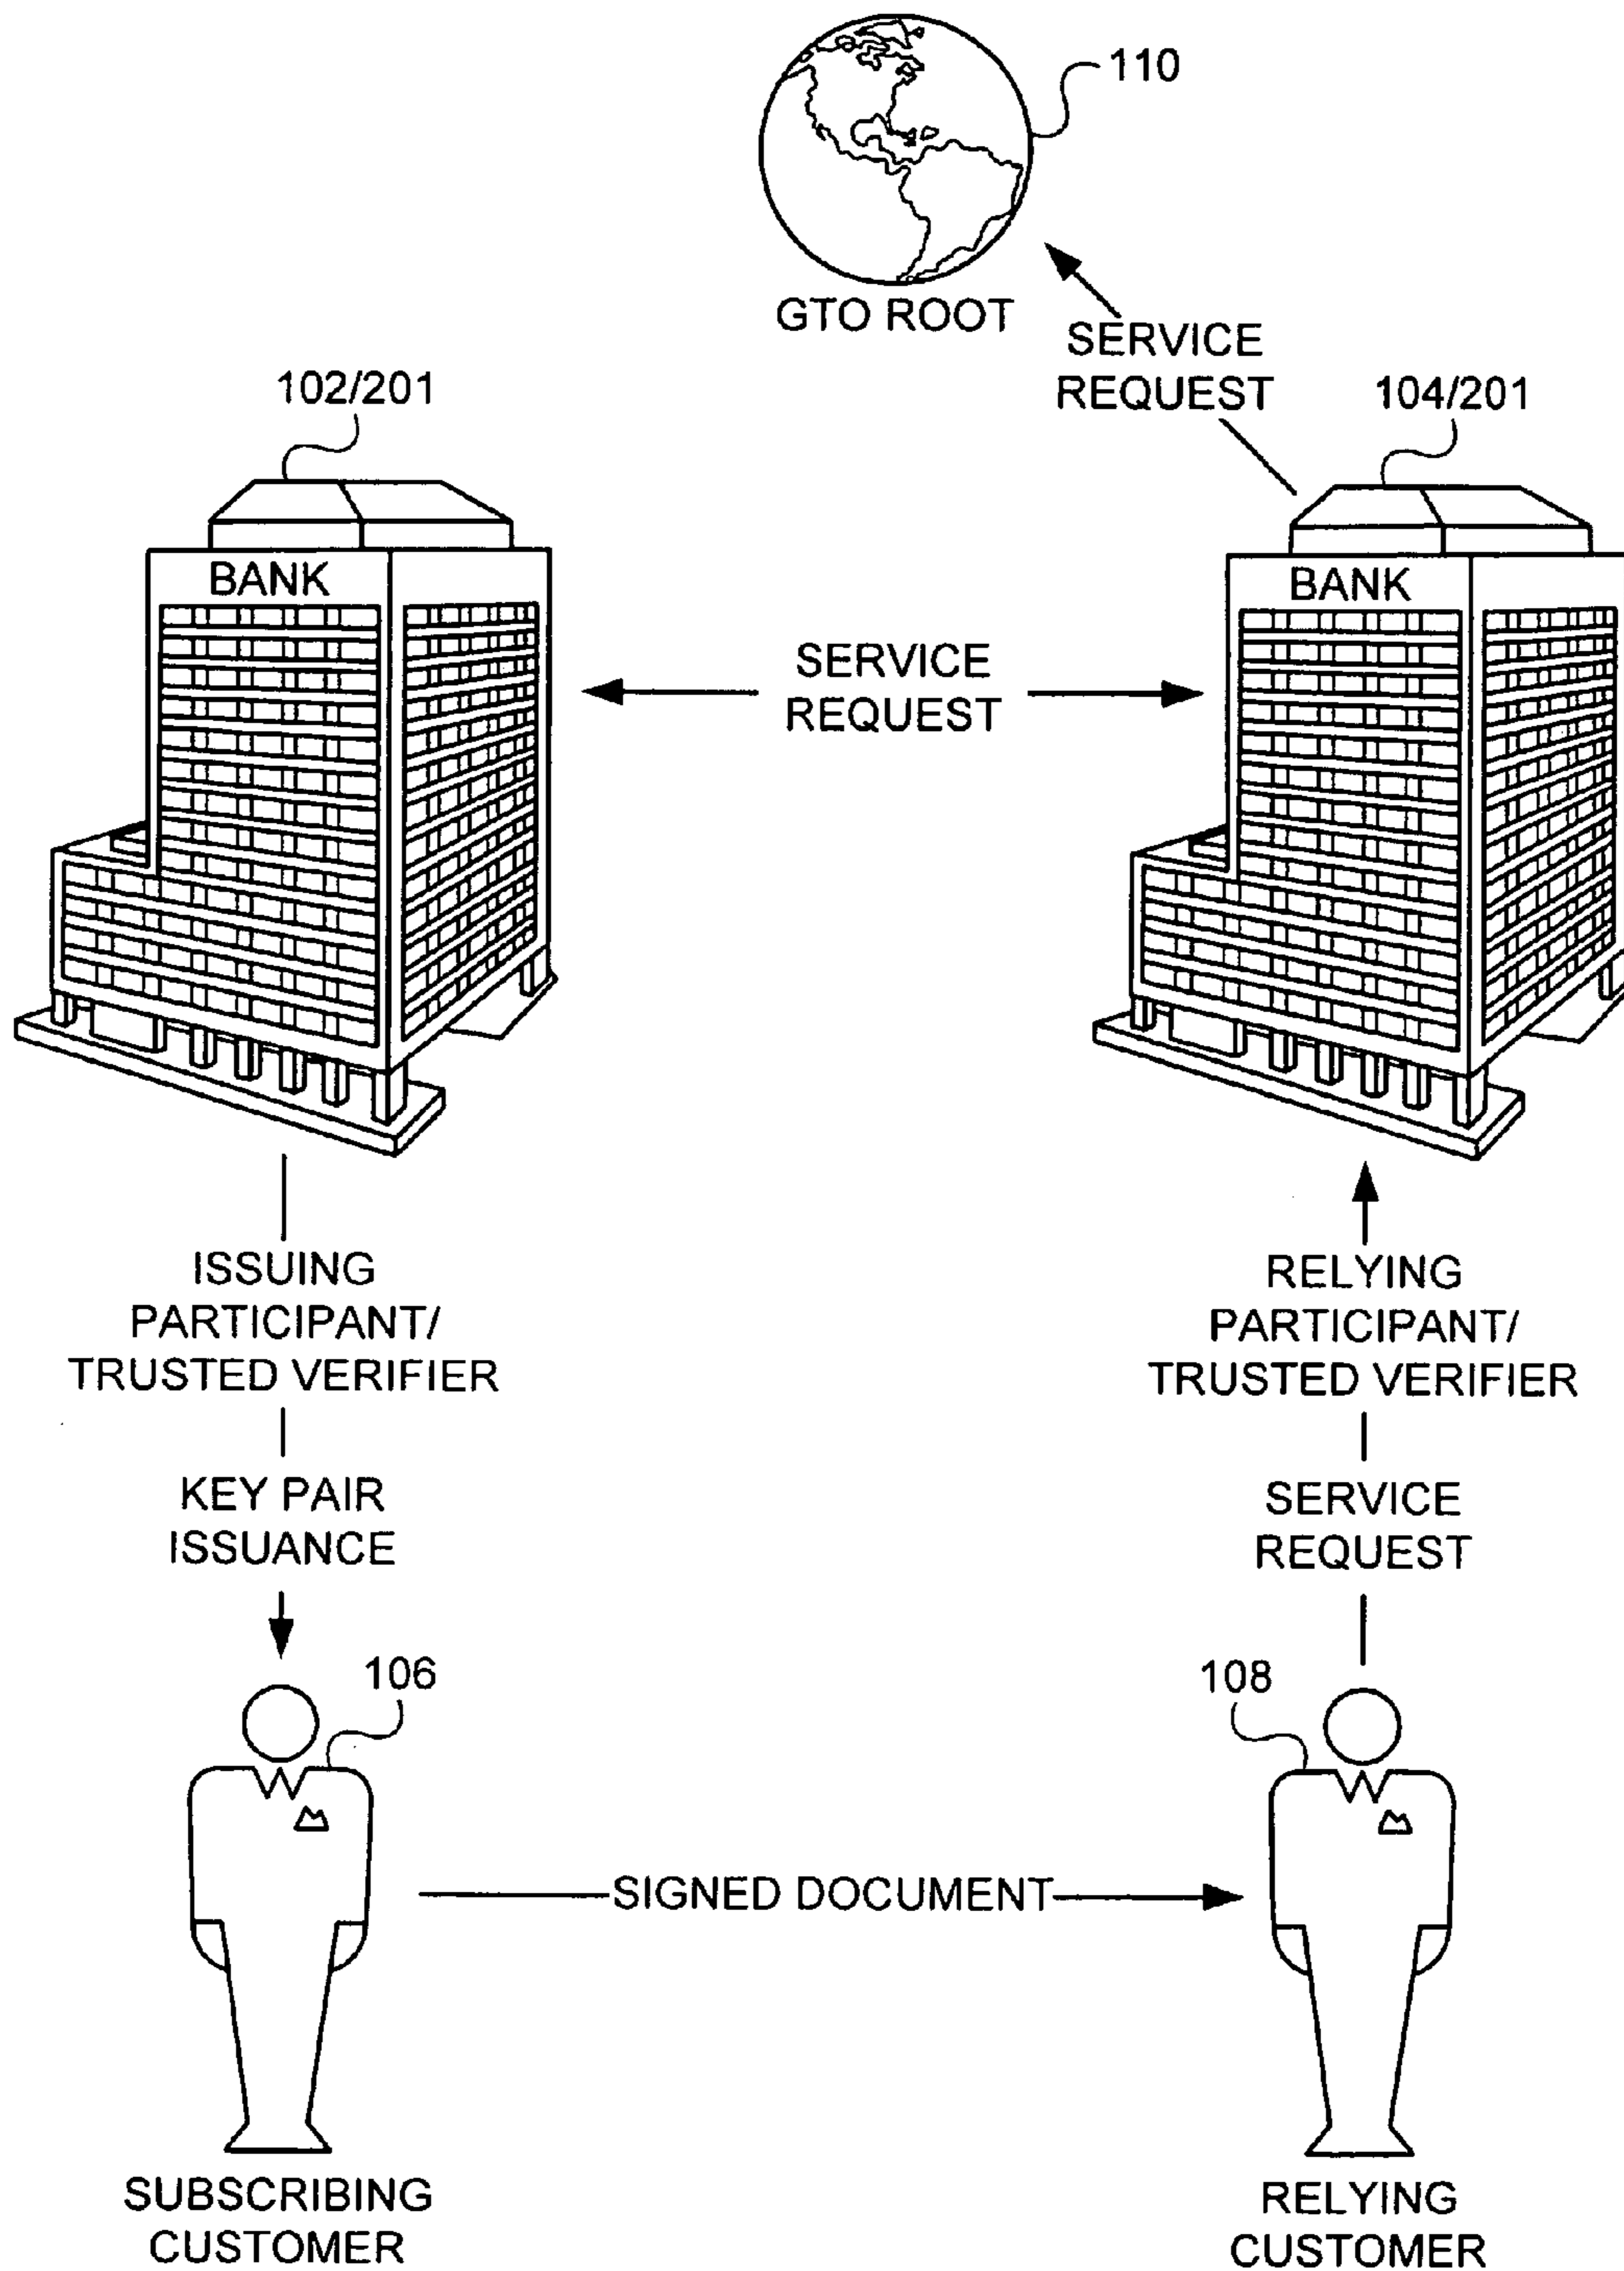 110
GTO ROOT
SERVICE
REQUEST
102/201
104/201
BANK
BANK
SERVICE
REQUEST
ISSUING
PARTICIPANT/
TRUSTED VERIFIER
RELYING
PARTICIPANT/
TRUSTED VERIFIER
KEY PAIR
ISSUANCE
SERVICE
REQUEST
106
108
SIGNED DOCUMENT
SUBSCRIBING
CUSTOMER
RELYING
CUSTOMER